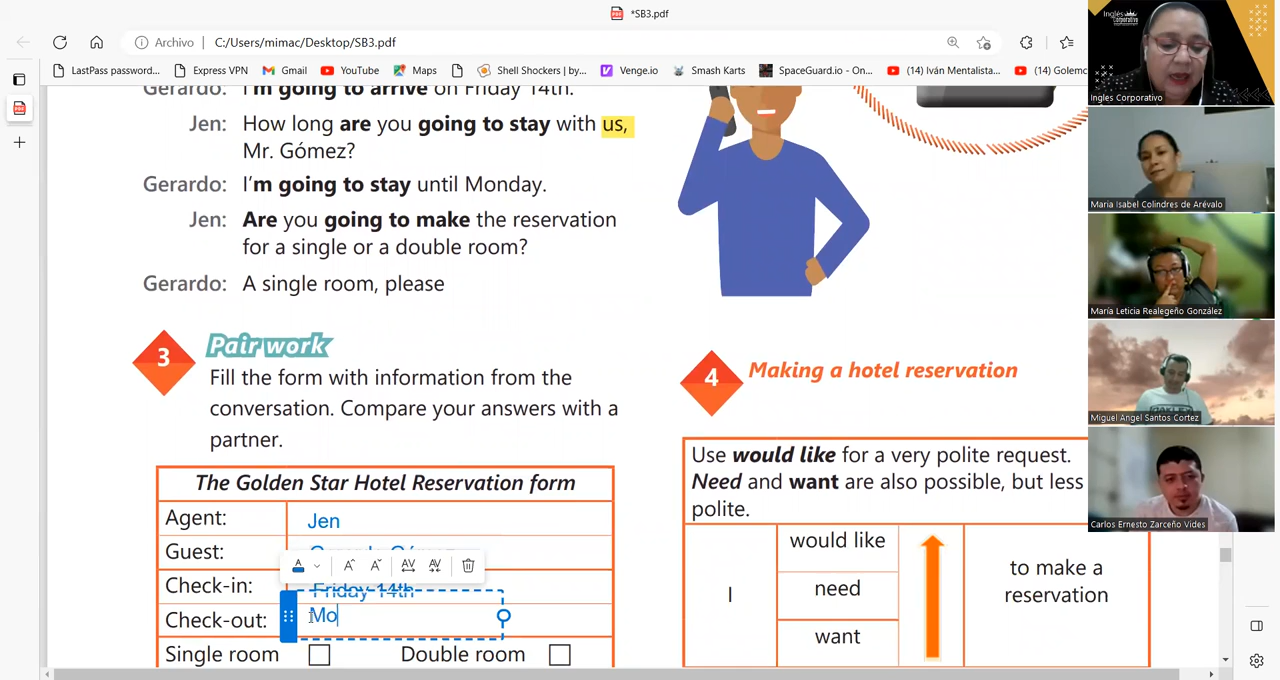 *SB3.pdf
Archivo | C:/Users/mimac/Desktop/SB3.pdf
LastPass password... Express VPN Gmail YouTube Maps Shell Shockers | by... Venge.io Smash Karts SpaceGuard.io - On... (14) Iván Mentalista... (14) Golemc
Gerardo: I'm going to arrive on Friday 14th.
Jen: How long are you going to stay with us,
Mr. Gómez?
Gerardo: I'm going to stay until Monday.
Jen: Are you going to make the reservation
for a single or a double room?
Gerardo: A single room, please
3 Pair work
Fill the form with information from the
conversation. Compare your answers with a
partner.
The Golden Star Hotel Reservation form
Agent: Jen
Guest:
Check-in: Friday 14th
Check-out: Mo
Single room Double room
4 Making a hotel reservation
Use would like for a very polite request.
Need and want are also possible, but less
polite.
would like
need
want
I
to make a
reservation
Inglés
Corporativo
Ingles Corporativo
Maria Isabel Colindres de Arévalo
María Leticia Realegeño González
Miguel Angel Santos Cortez
Carlos Ernesto Zarceño Vides